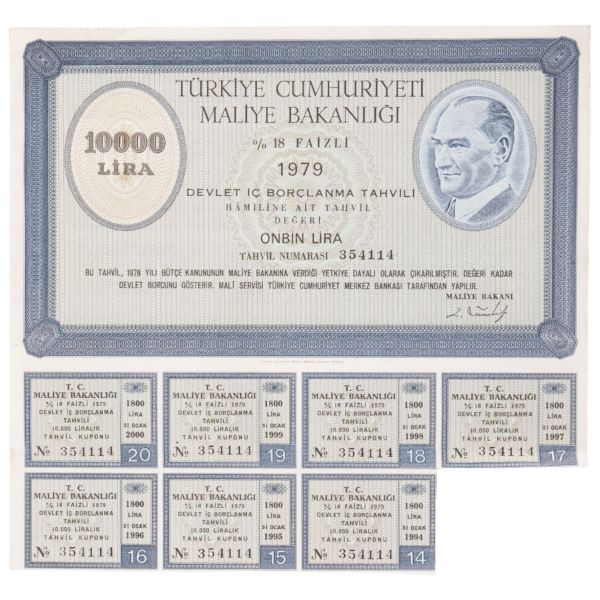 TÜRKİYE CUMHURİYETİ
MALİYE BAKANLIĞI
% 18 FAİZLİ
1979
DEVLET İÇ BORÇLANMA TAHVİLİ
HÂMİLİNE AİT TAHVİL
DEĞERİ
ONBİN LİRA
TAHVİL NUMARASI 354114
10000
LİRA
BU TAHVİL, 1979 YILI BÜTÇE KANUNUNUN MALİYE BAKANINA VERDİĞİ YETKİYE DAYALI OLARAK ÇIKARILMIŞTIR. DEĞERİ KADAR
DEVLET BORCUNU GÖSTERİR. MALÎ SERVİSİ TÜRKİYE CUMHURİYET MERKEZ BANKASI TARAFINDAN YAPILIR.
MALİYE BAKANI
T. C.
MALİYE BAKANLIĞI
% 18 FAİZLİ 1979
DEVLET İÇ BORÇLANMA
TAHVİLİ
10.000 LİRALIK
TAHVİL KUPONU
№ 354114
1800
LİRA
31 OCAK
2000
20
T. C.
MALİYE BAKANLIĞI
% 18 FAİZLİ 1979
DEVLET İÇ BORÇLANMA
TAHVİLİ
10.000 LİRALIK
TAHVİL KUPONU
№ 354114
1800
LİRA
31 OCAK
1999
19
T. C.
MALİYE BAKANLIĞI
% 18 FAİZLİ 1979
DEVLET İÇ BORÇLANMA
TAHVİLİ
10.000 LİRALIK
TAHVİL KUPONU
№ 354114
1800
LİRA
31 OCAK
1998
18
T. C.
MALİYE BAKANLIĞI
% 18 FAİZLİ 1979
DEVLET İÇ BORÇLANMA
TAHVİLİ
10.000 LİRALIK
TAHVİL KUPONU
№ 354114
1800
LİRA
31 OCAK
1997
17
T. C.
MALİYE BAKANLIĞI
% 18 FAİZLİ 1979
DEVLET İÇ BORÇLANMA
TAHVİLİ
10.000 LİRALIK
TAHVİL KUPONU
№ 354114
1800
LİRA
31 OCAK
1996
16
T. C.
MALİYE BAKANLIĞI
% 18 FAİZLİ 1979
DEVLET İÇ BORÇLANMA
TAHVİLİ
10.000 LİRALIK
TAHVİL KUPONU
№ 354114
1800
LİRA
31 OCAK
1995
15
T. C.
MALİYE BAKANLIĞI
% 18 FAİZLİ 1979
DEVLET İÇ BORÇLANMA
TAHVİLİ
10.000 LİRALIK
TAHVİL KUPONU
№ 354114
1800
LİRA
31 OCAK
1994
14